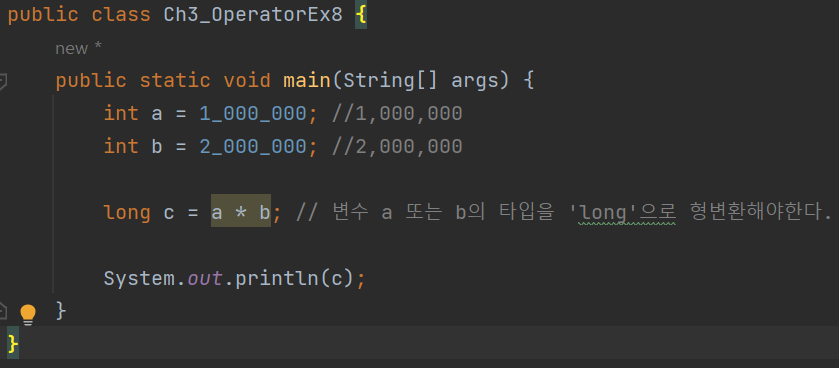 public class Ch3_OperatorEx8 {
new *
public static void main(String[] args) {
int a = 1_000_000; //1,000,000
int b = 2_000_000; //2,000,000
long c = a * b; // 변수 a 또는 b의 타입을 'long'으로 형변환해야한다.
System.out.println(c);
}
}